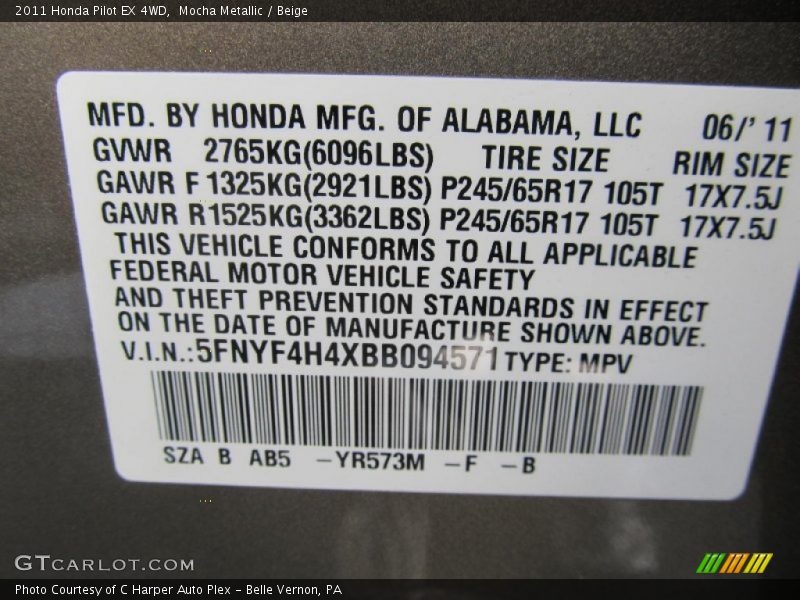 2011 Honda Pilot EX 4WD,  Mocha Metallic / Beige
MFD. BY HONDA MFG. OF ALABAMA, LLC 06/' 11
GVWR 2765KG(6096LBS) TIRE SIZE RIM SIZE
GAWR F 1325KG(2921LBS) P245/65R17 105T 17X7.5J
GAWR R1525KG(3362LBS) P245/65R17 105T 17X7.5J
THIS VEHICLE CONFORMS TO ALL APPLICABLE
FEDERAL MOTOR VEHICLE SAFETY
AND THEFT PREVENTION STANDARDS IN EFFECT
ON THE DATE OF MANUFACTURE SHOWN ABOVE.
V.I.N.:5FNYF4H4XBB094571 TYPE: MPV
SZA B AB5 –YR573M –F –B
GTCARLOT.COM
Photo Courtesy of C Harper Auto Plex – Belle Vernon, PA